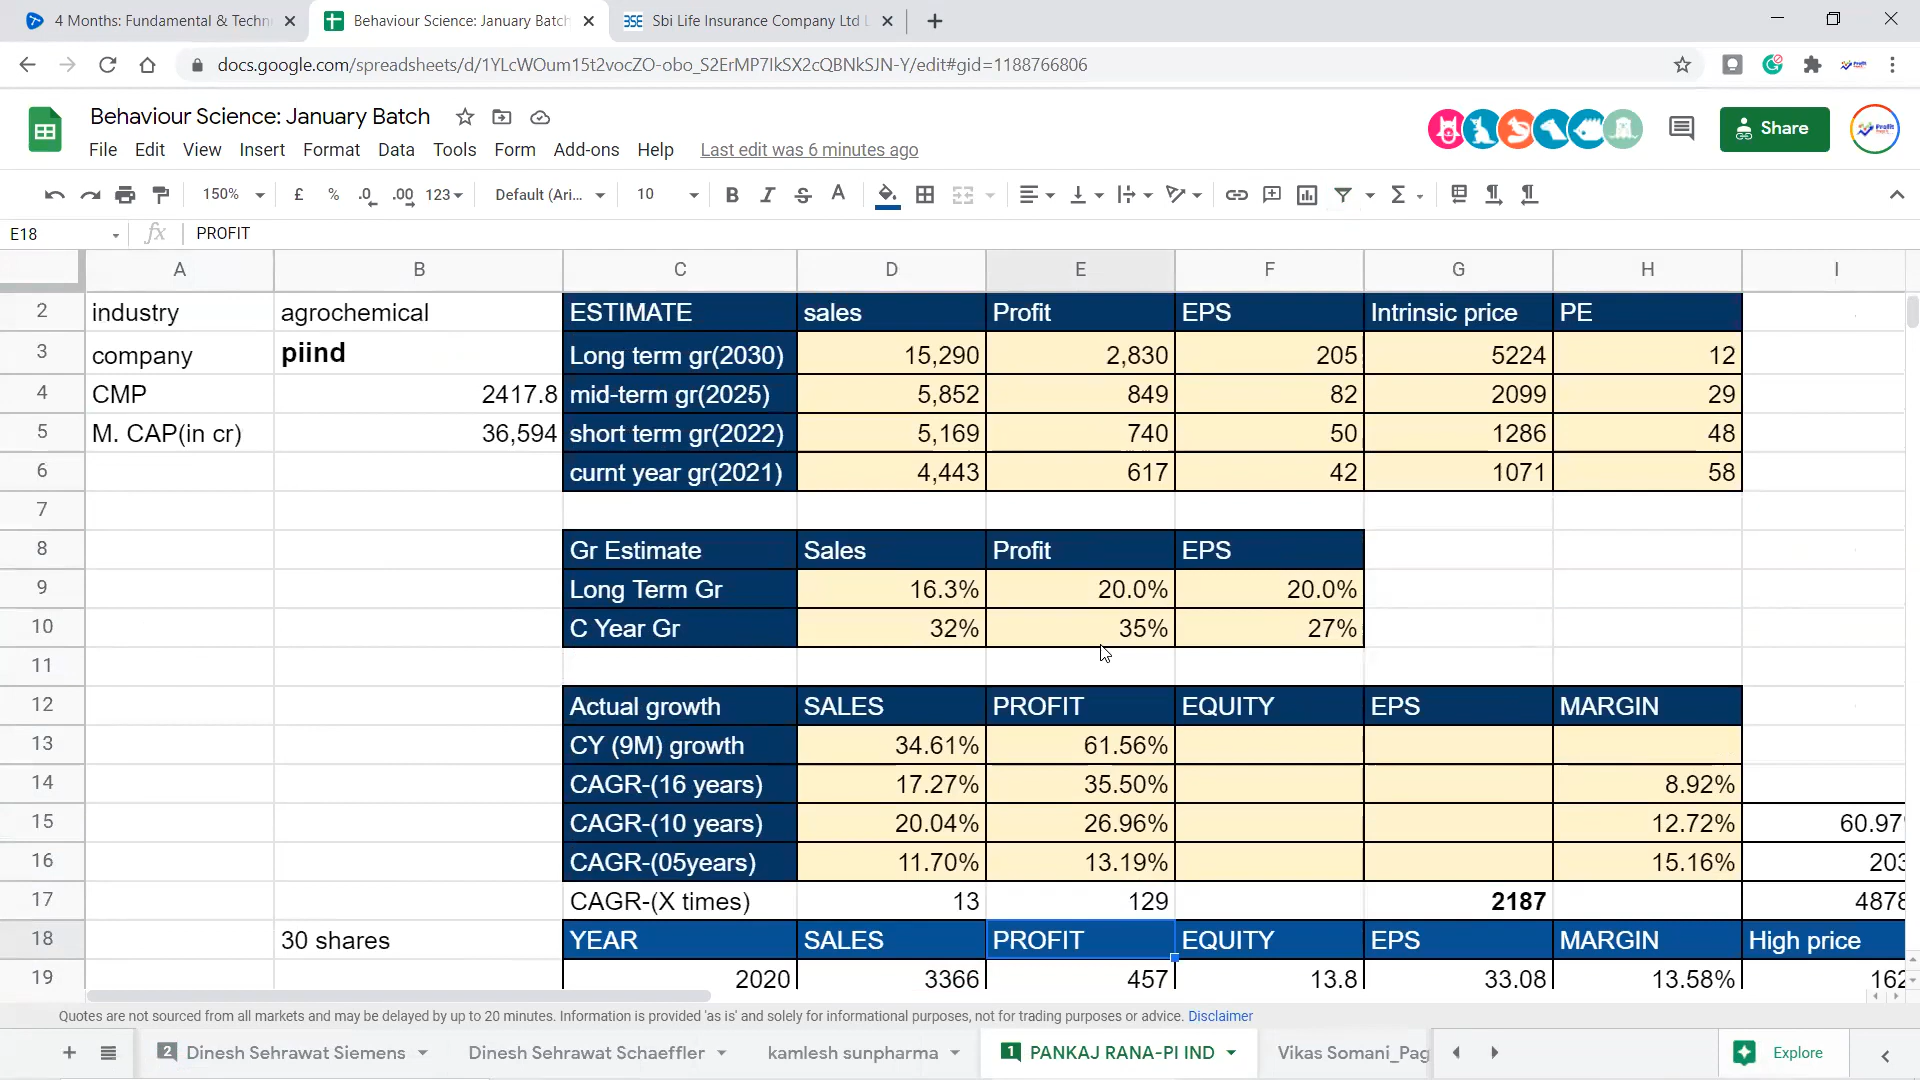 4 Months: Fundamental & Techn
Behaviour Science: January Batch
Sbi Life Insurance Company Ltd
docs.google.com/spreadsheets/d/1YLcWOum15t2vocZO-obo_S2ErMP7IkSX2cQBNkSJN-Y/edit#gid=1188766806
Behaviour Science: January Batch
Share
File Edit View Insert Format Data Tools Form Add-ons Help Last edit was 6 minutes ago
150% £ % .0 .00 123 Default (Ari... 10
E18 fx PROFIT
A B C D E F G H I
2 industry agrochemical ESTIMATE sales Profit EPS Intrinsic price PE
3 company piind Long term gr(2030) 15,290 2,830 205 5224 12
4 CMP 2417.8 mid-term gr(2025) 5,852 849 82 2099 29
5 M. CAP(in cr) 36,594 short term gr(2022) 5,169 740 50 1286 48
6 curnt year gr(2021) 4,443 617 42 1071 58
7
8 Gr Estimate Sales Profit EPS
9 Long Term Gr 16.3% 20.0% 20.0%
10 C Year Gr 32% 35% 27%
11
12 Actual growth SALES PROFIT EQUITY EPS MARGIN
13 CY (9M) growth 34.61% 61.56%
14 CAGR-(16 years) 17.27% 35.50% 8.92%
15 CAGR-(10 years) 20.04% 26.96% 12.72% 60.97
16 CAGR-(05years) 11.70% 13.19% 15.16% 203
17 CAGR-(X times) 13 129 2187 4878
18 30 shares YEAR SALES PROFIT EQUITY EPS MARGIN High price
19 2020 3366 457 13.8 33.08 13.58% 162
Quotes are not sourced from all markets and may be delayed by up to 20 minutes. Information is provided 'as is' and solely for informational purposes, not for trading purposes or advice. Disclaimer
2 Dinesh Sehrawat Siemens Dinesh Sehrawat Schaeffler kamlesh sunpharma 1 PANKAJ RANA-PI IND Vikas Somani_Pag Explore